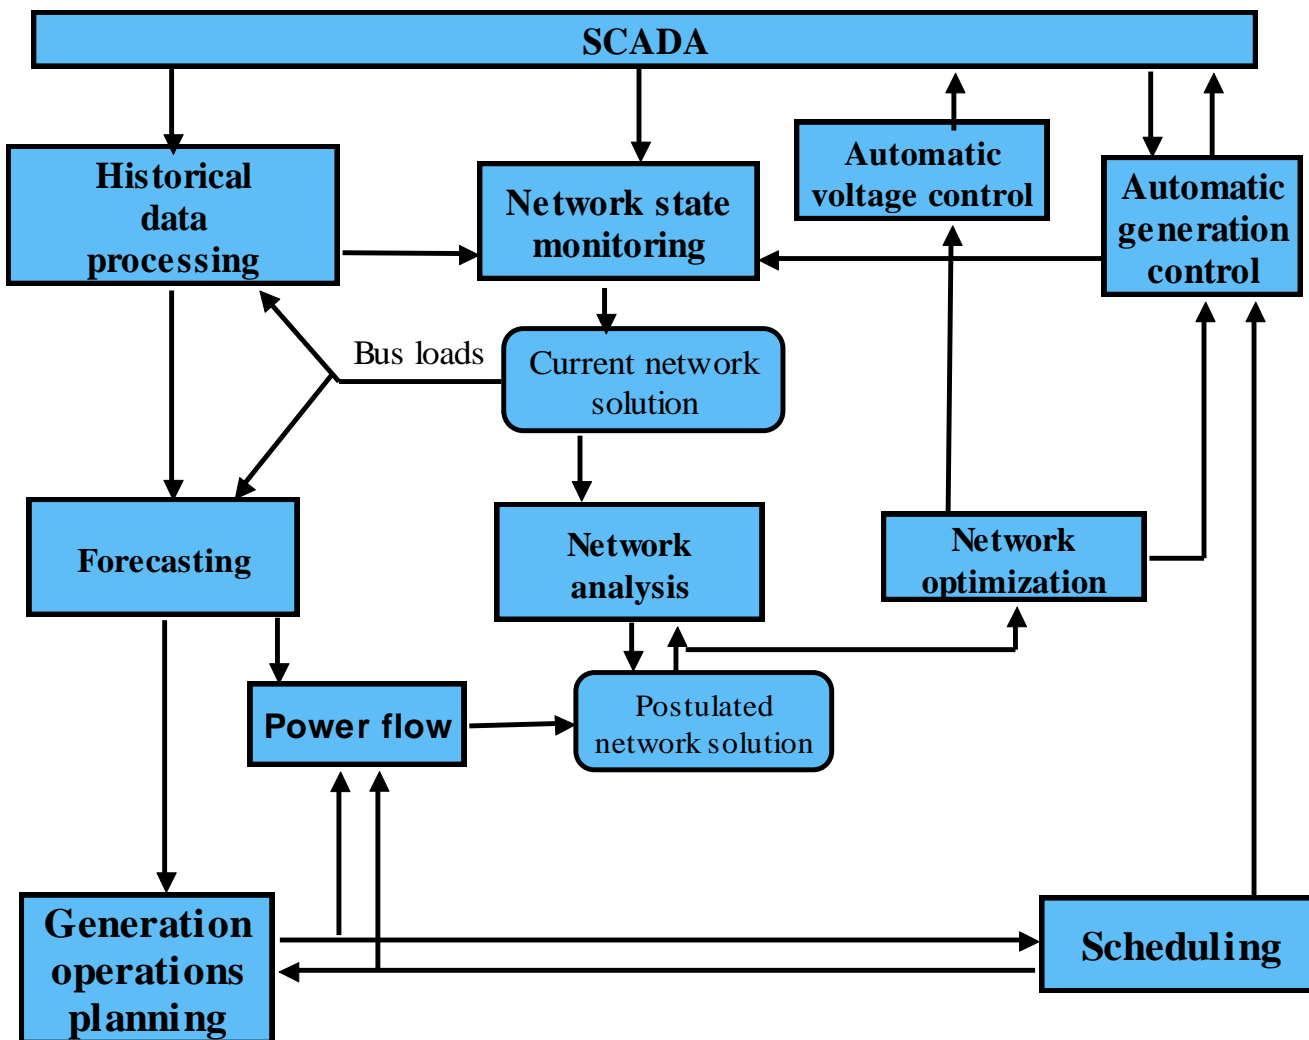 SCADA
Historical
data
processing
Network state
monitoring
Automatic
voltage control
Automatic
generation
control
Bus loads
Current network
solution
Forecasting
Network
analysis
Network
optimization
Power flow
Postulated
network solution
Generation
operations
planning
Scheduling